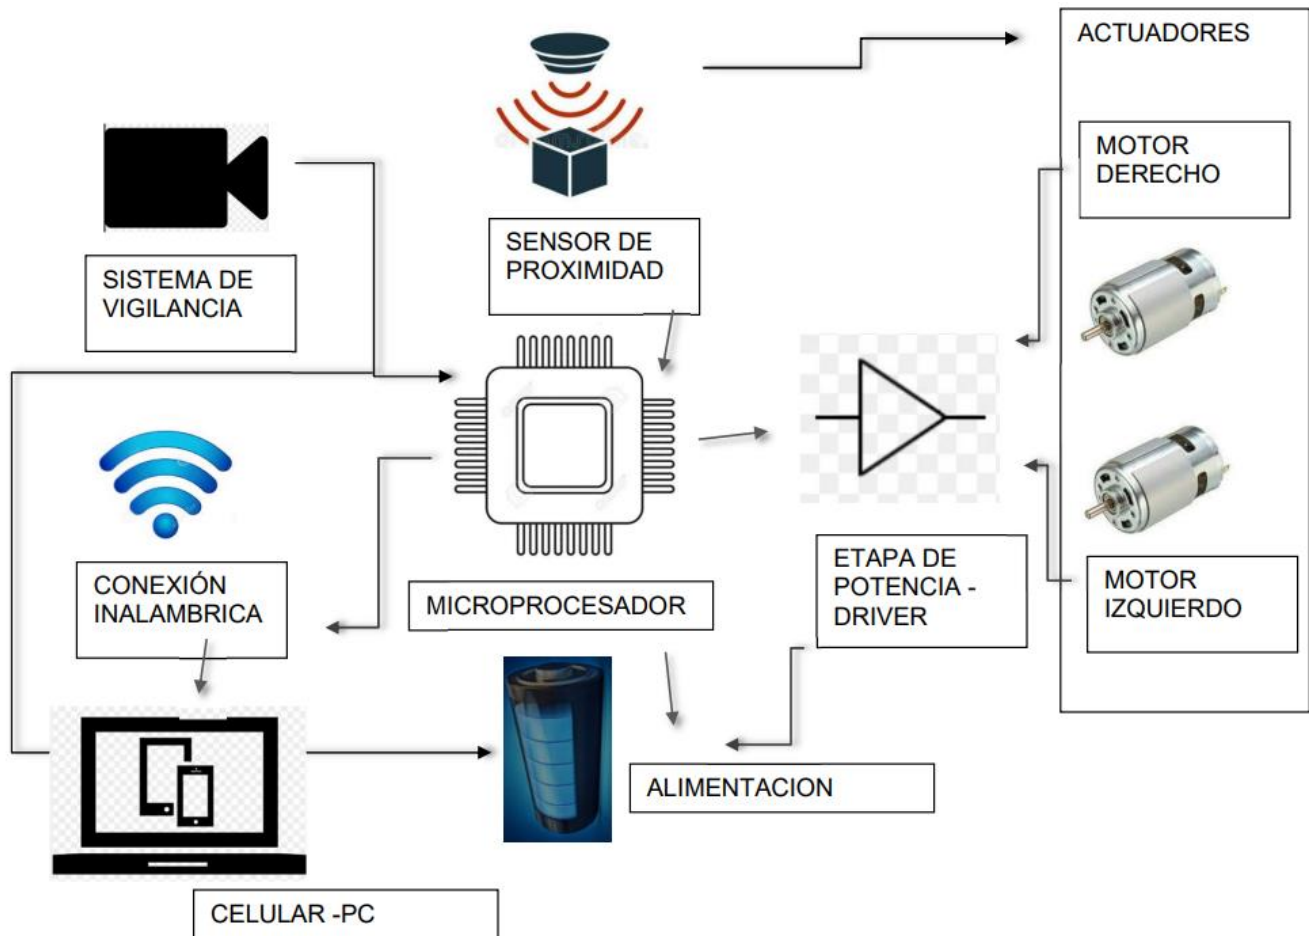 ACTUADORES
MOTOR
DERECHO
SENSOR DE
PROXIMIDAD
SISTEMA DE
VIGILANCIA
CONEXIÓN
INALAMBRICA
MICROPROCESADOR
ETAPA DE
POTENCIA -
DRIVER
MOTOR
IZQUIERDO
ALIMENTACION
CELULAR -PC